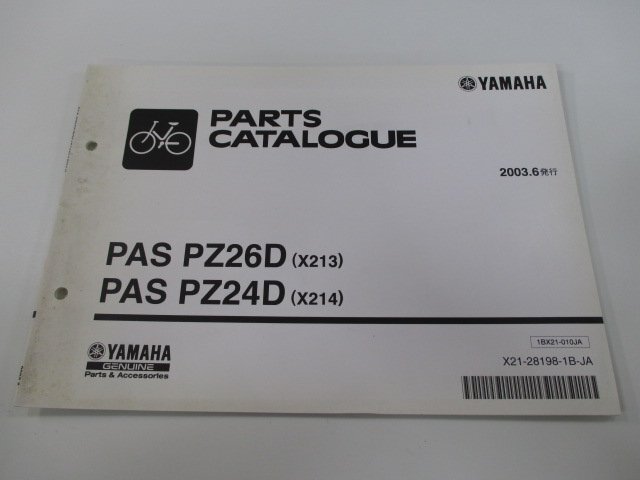 YAMAHA
PARTS
CATALOGUE
2003.6発行
PAS PZ26D (X213)
PAS PZ24D (X214)
1BX21-010JA
YAMAHA
GENUINE
Parts & Accessories
X21-28198-1B-JA